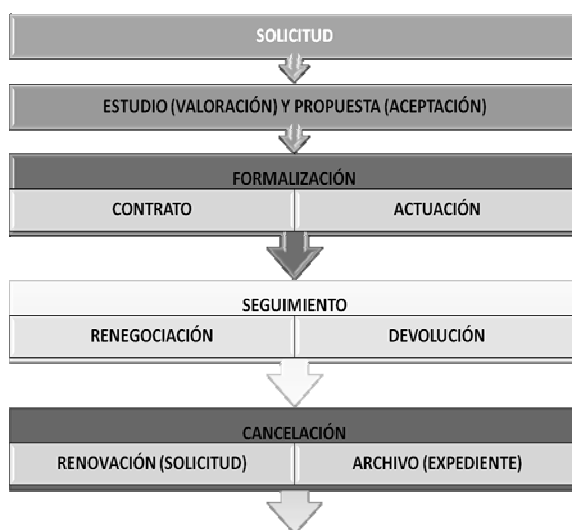 SOLICITUD
ESTUDIO (VALORACIÓN) Y PROPUESTA (ACEPTACIÓN)
FORMALIZACIÓN
CONTRATO
ACTUACIÓN
SEGUIMIENTO
RENEGOCIACIÓN
DEVOLUCIÓN
CANCELACIÓN
RENOVACIÓN (SOLICITUD)
ARCHIVO (EXPEDIENTE)